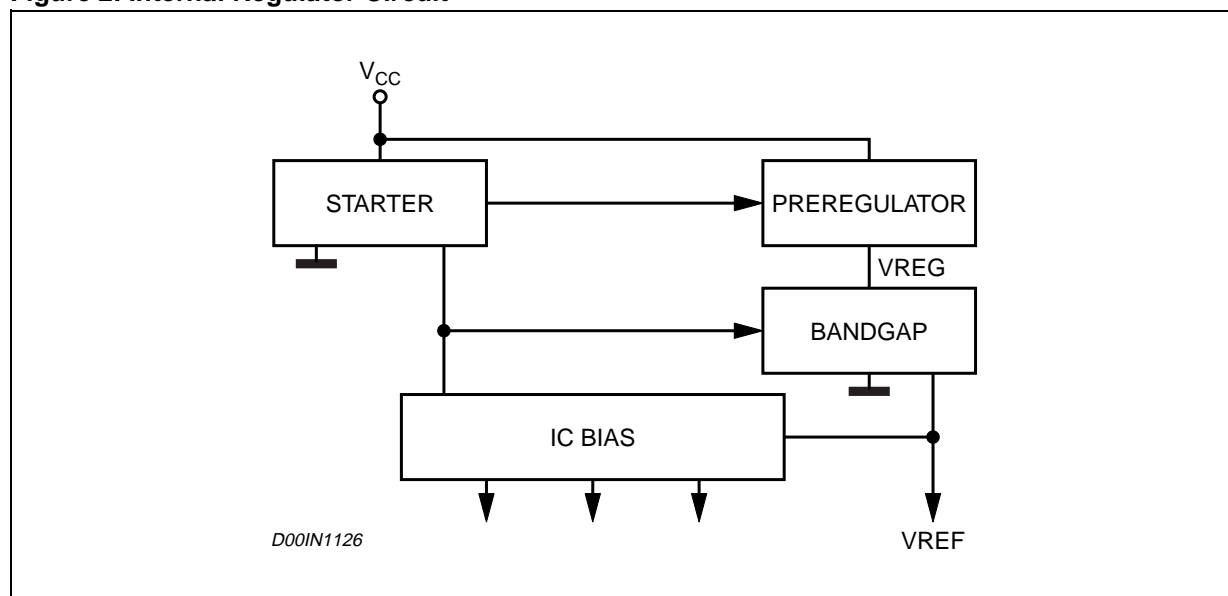 Figure 2. Internal Regulator Circuit
VCC
STARTER
PREREGULATOR
VREG
BANDGAP
IC BIAS
D00IN1126
VREF